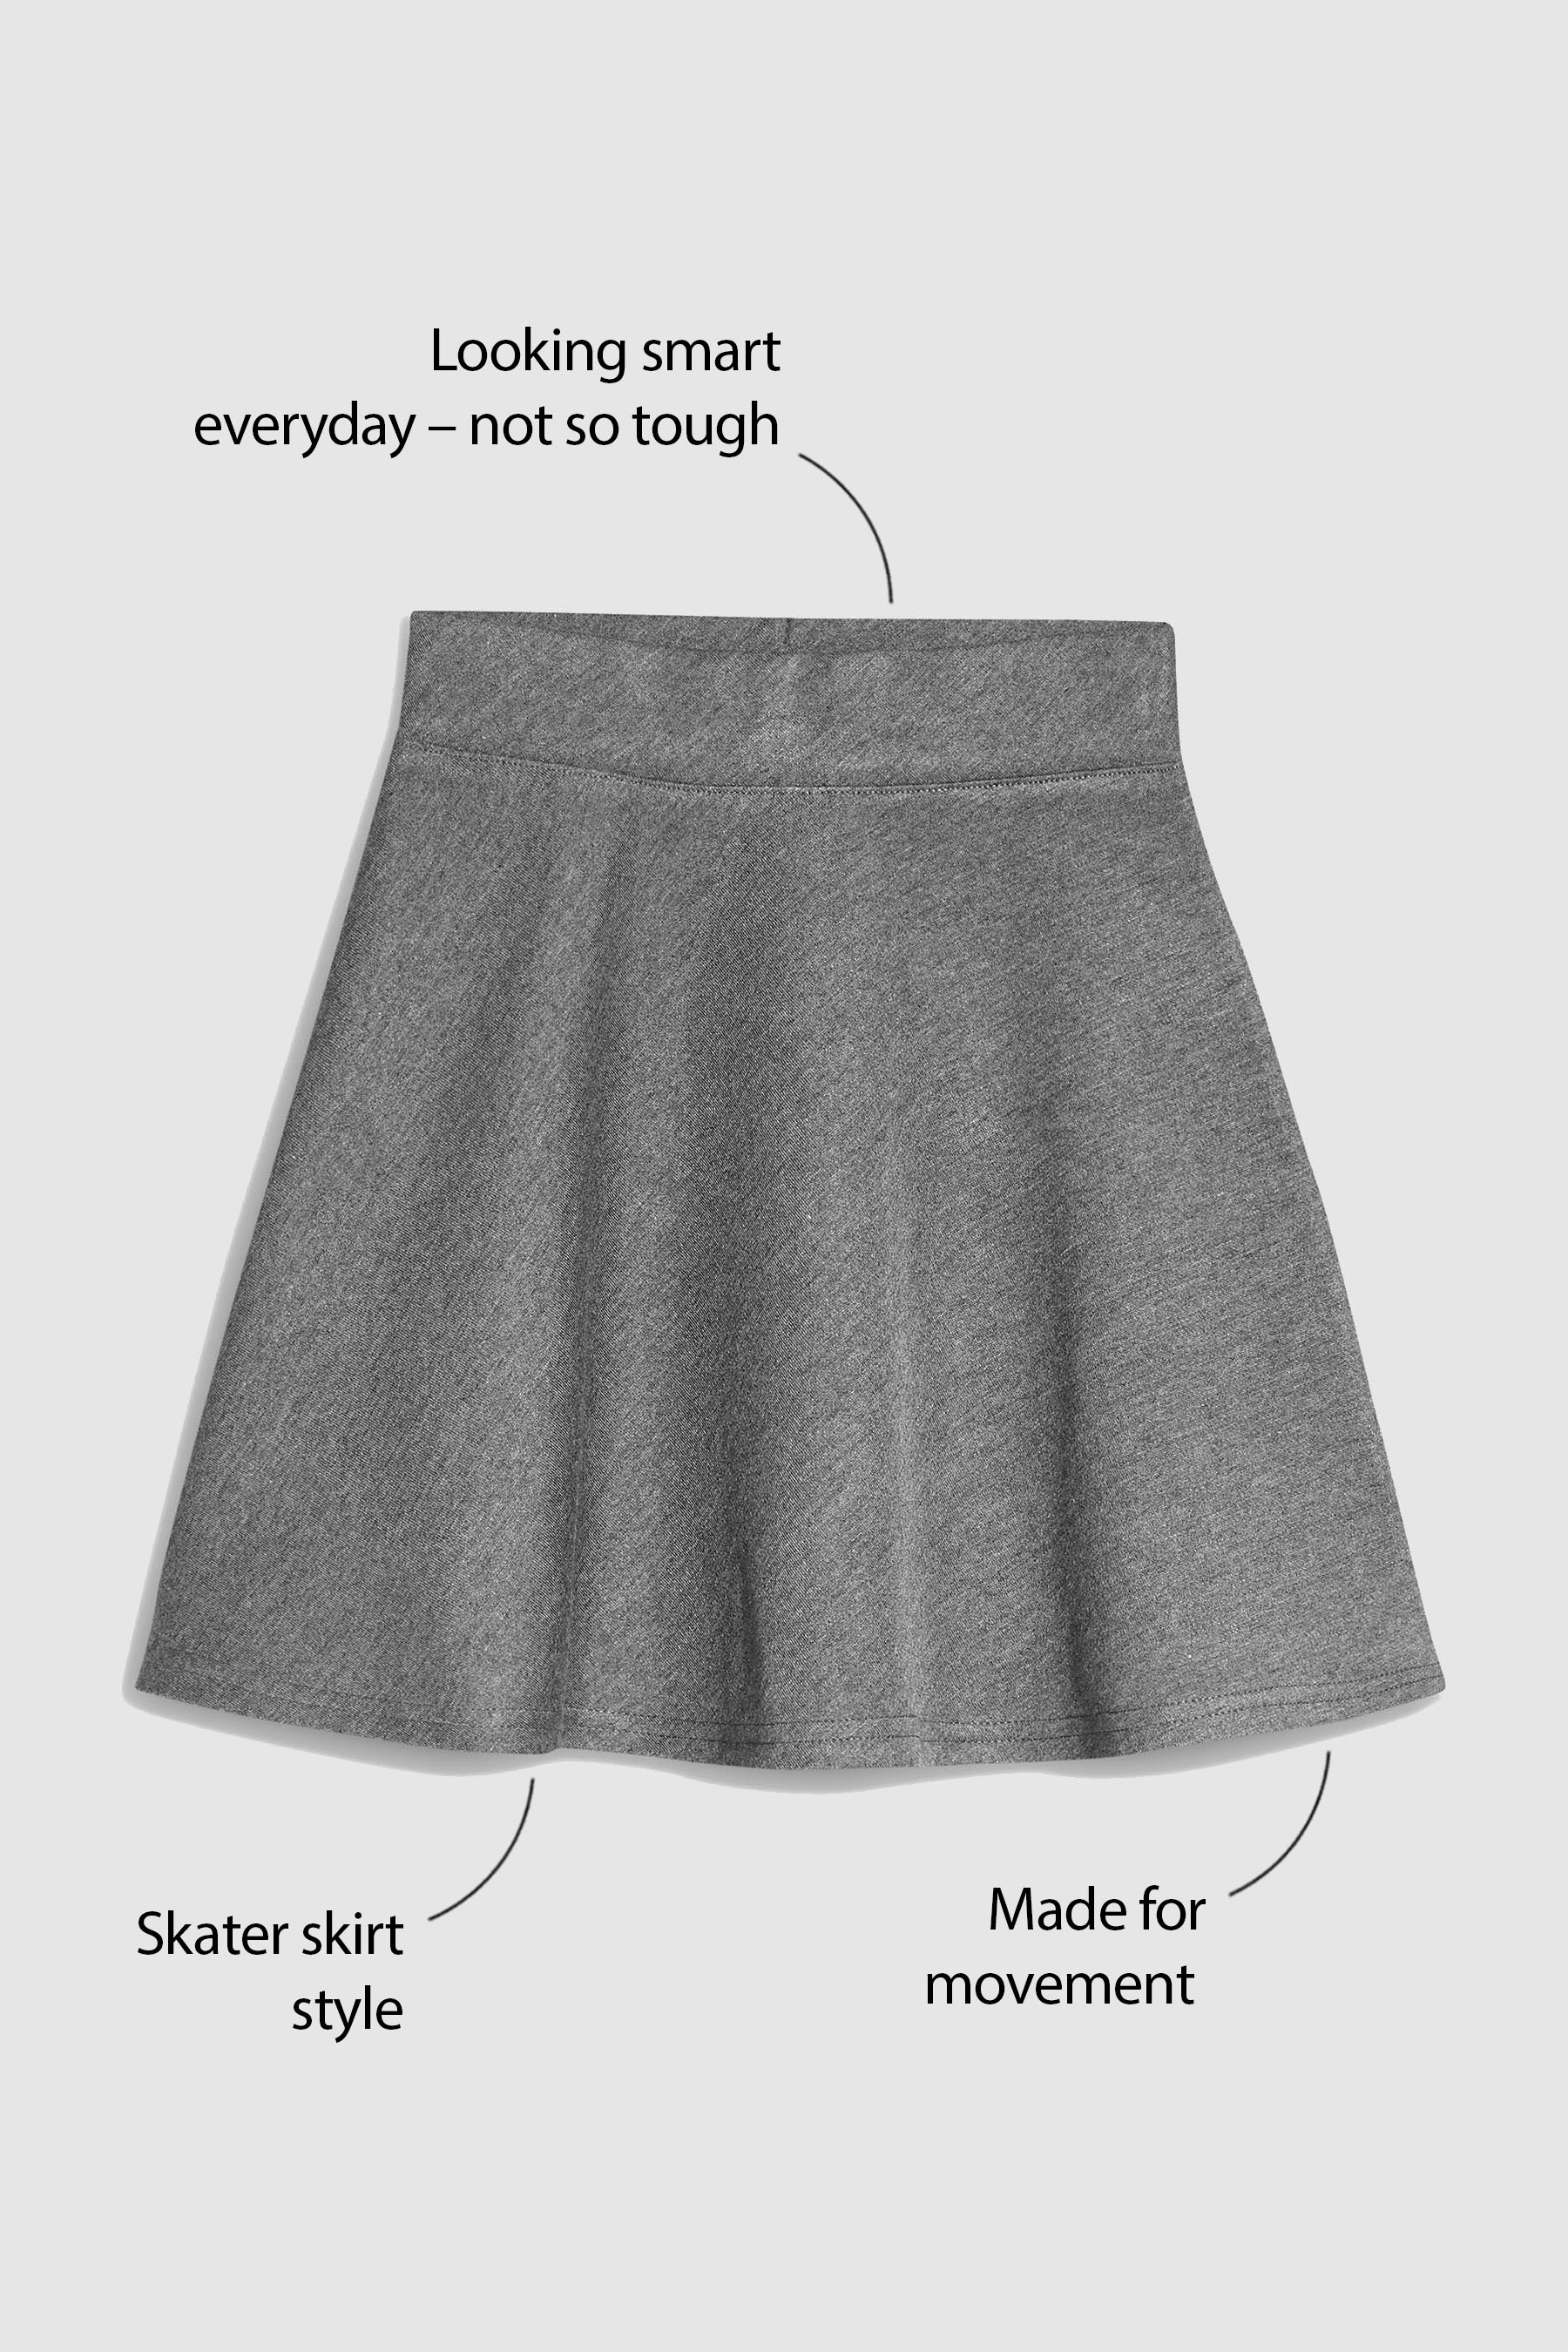 Looking smart
everyday – not so tough
Skater skirt
style
Made for
movement